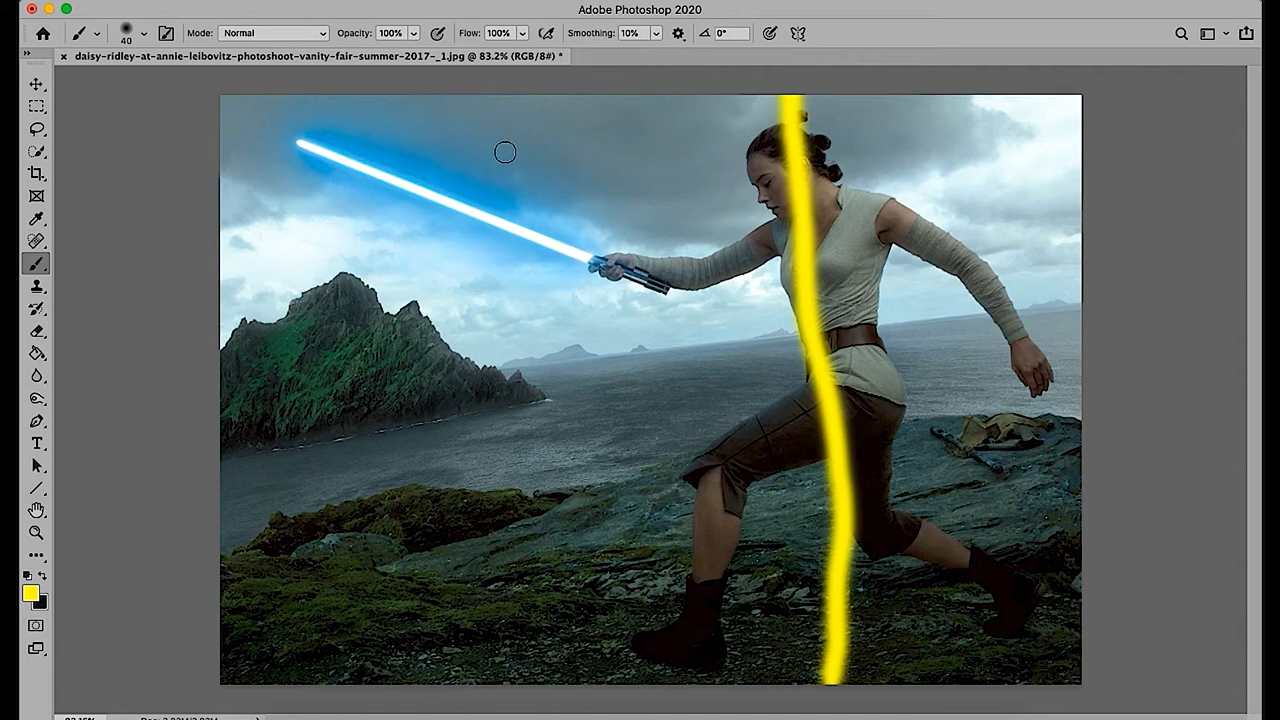 Adobe Photoshop 2020
40 Mode: Normal Opacity: 100% Flow: 100% Smoothing: 10% 0°
daisy-ridley-at-annie-leibovitz-photoshoot-vanity-fair-summer-2017-_1.jpg @ 83.2% (RGB/8#) *